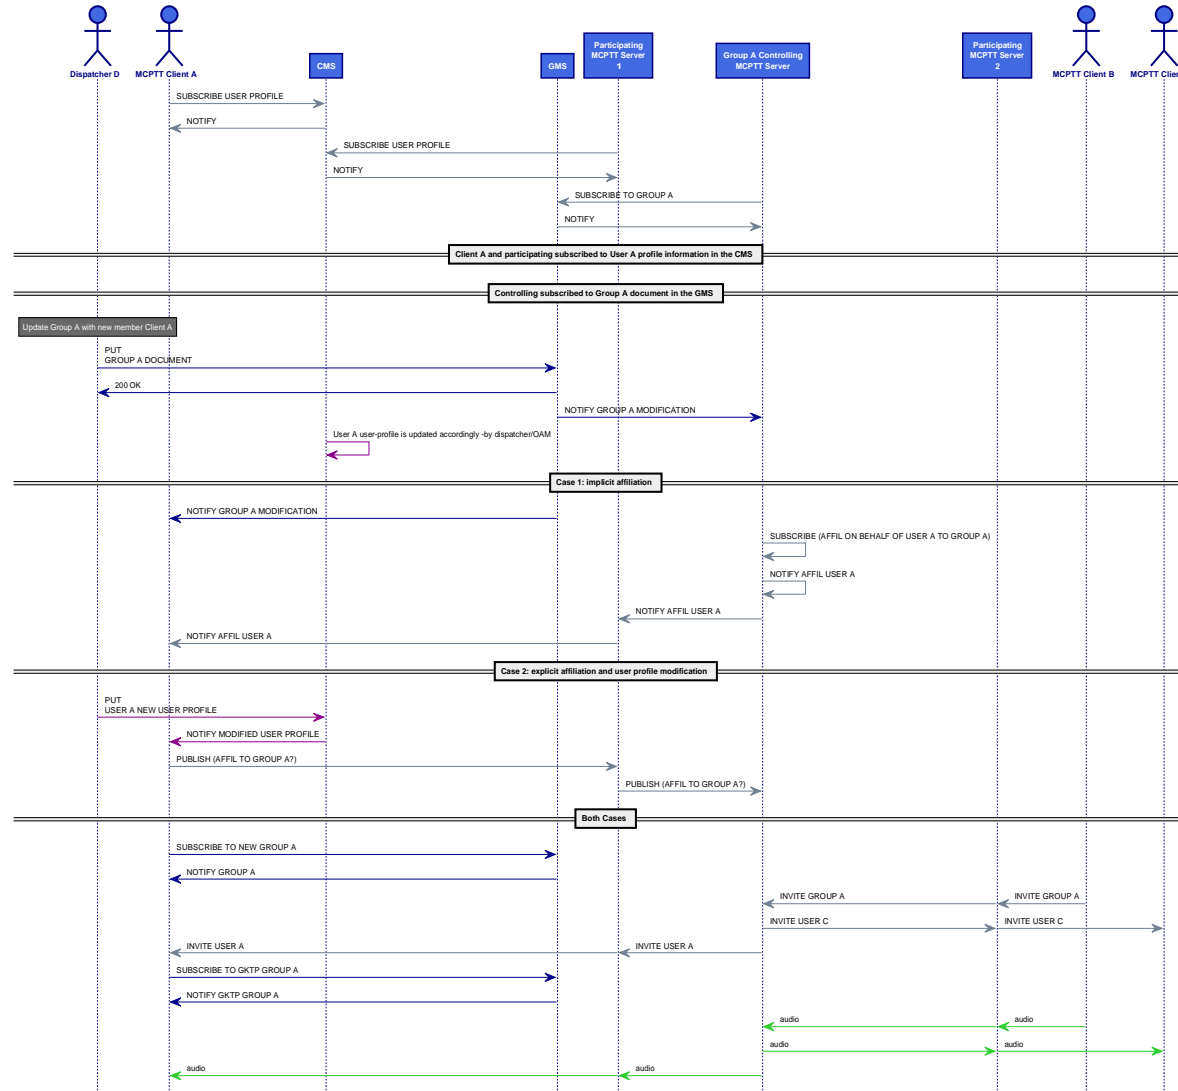 Participating
MCPTT Server
1
Group A Controlling
MCPTT Server
Participating
MCPTT Server
2
CMS
GMS
Dispatcher D
MCPTT Client A
MCPTT Client B
MCPTT Clie
SUBSCRIBE USER PROFILE
NOTIFY
SUBSCRIBE USER PROFILE
NOTIFY
SUBSCRIBE TO GROUP A
NOTIFY
Client A and participating subscribed to User A profile information in the CMS
Controlling subscribed to Group A document in the GMS
Update Group A with new member Client A
PUT
GROUP A DOCUMENT
200 OK
NOTIFY GROUP A MODIFICATION
User A user-profile is updated accordingly -by dispatcher/OAM
Case 1: implicit affiliation
NOTIFY GROUP A MODIFICATION
SUBSCRIBE (AFFIL ON BEHALF OF USER A TO GROUP A)
NOTIFY AFFIL USER A
NOTIFY AFFIL USER A
NOTIFY AFFIL USER A
Case 2: explicit affiliation and user profile modification
PUT
USER A NEW USER PROFILE
NOTIFY MODIFIED USER PROFILE
PUBLISH (AFFIL TO GROUP A?)
PUBLISH (AFFIL TO GROUP A?)
Both Cases
SUBSCRIBE TO NEW GROUP A
NOTIFY GROUP A
INVITE GROUP A
INVITE GROUP A
INVITE USER C
INVITE USER C
INVITE USER A
INVITE USER A
SUBSCRIBE TO GKTP GROUP A
NOTIFY GKTP GROUP A
audio
audio
audio
audio
audio
audio